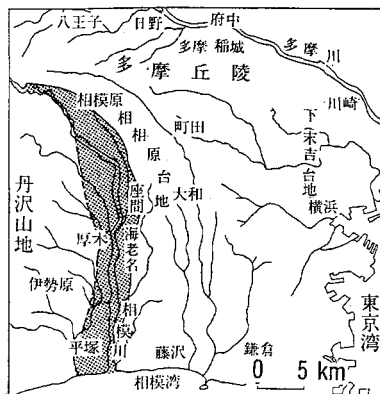 八王子
日野
府中
多摩
稲城
多摩川
川崎
多摩丘陵
相模原
町田
相
相
原
台
地
下末吉台地
丹沢山地
座間
大和
横浜
厚木
海老名
伊勢原
相模川
東京湾
平塚
藤沢
鎌倉
相模湾
0 5 km